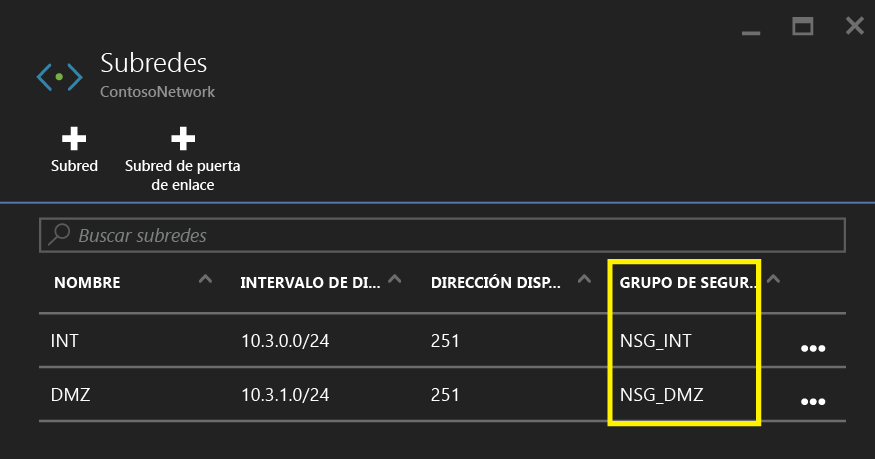 Subredes
ContosoNetwork
Subred
Subred de puerta
de enlace
Buscar subredes
NOMBRE INTERVALO DE DI... DIRECCIÓN DISP... GRUPO DE SEGUR...
INT 10.3.0.0/24 251 NSG_INT
DMZ 10.3.1.0/24 251 NSG_DMZ